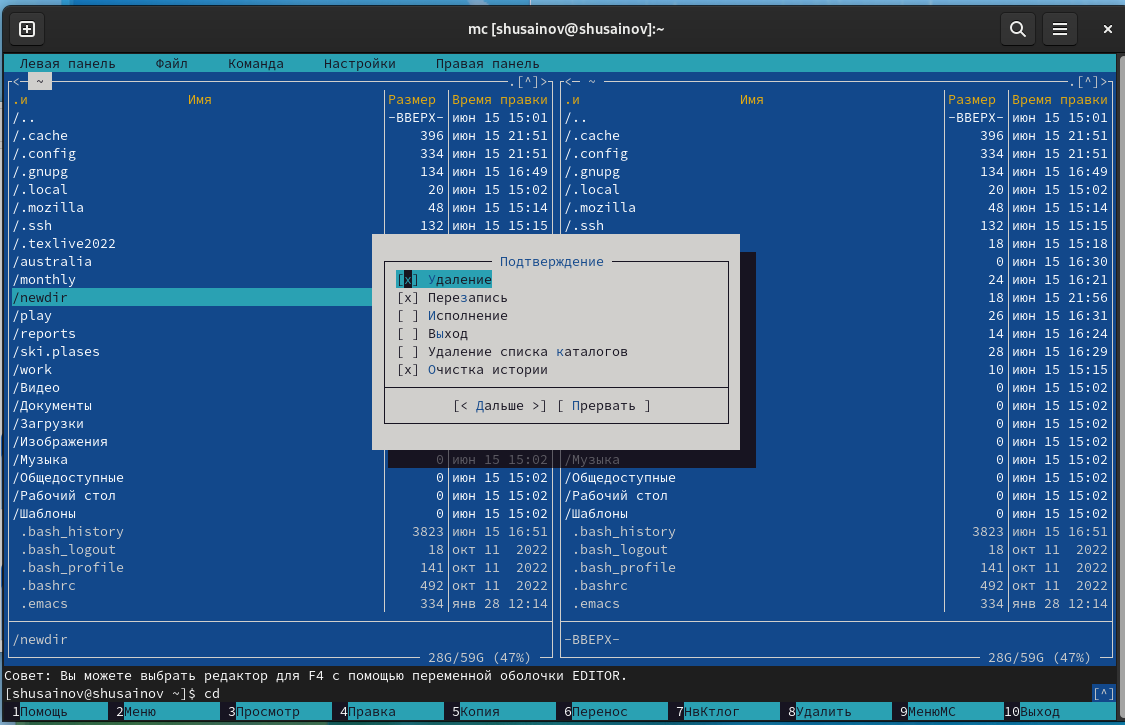 mc [shusainov@shusainov]:~
Левая панель Файл Команда Настройки Правая панель
<─ ~ .[^]> <─ ~ .[^]>
.и Имя Размер Время правки .и Имя Размер Время правки
/.. -ВВЕРХ- июн 15 15:01 /.. -ВВЕРХ- июн 15 15:01
/.cache 396 июн 15 21:51 /.cache 396 июн 15 21:51
/.config 334 июн 15 21:51 /.config 334 июн 15 21:51
/.gnupg 134 июн 15 16:49 /.gnupg 134 июн 15 16:49
/.local 20 июн 15 15:02 /.local 20 июн 15 15:02
/.mozilla 48 июн 15 15:14 /.mozilla 48 июн 15 15:14
/.ssh 132 июн 15 15:15 /.ssh 132 июн 15 15:15
/.texlive2022 18 июн 15 15:18
/australia Подтверждение 0 июн 15 16:30
/monthly [x] Удаление 24 июн 15 16:21
/newdir [x] Перезапись 18 июн 15 21:56
/play [ ] Исполнение 26 июн 15 16:31
/reports [ ] Выход 14 июн 15 16:24
/ski.plases [ ] Удаление списка каталогов 28 июн 15 16:29
/work [x] Очистка истории 10 июн 15 15:15
/Видео 0 июн 15 15:02
/Документы [< Дальше >] [ Прервать ] 0 июн 15 15:02
/Загрузки 0 июн 15 15:02
/Изображения 0 июн 15 15:02
/Музыка 0 июн 15 15:02 /Музыка 0 июн 15 15:02
/Общедоступные 0 июн 15 15:02 /Общедоступные 0 июн 15 15:02
/Рабочий стол 0 июн 15 15:02 /Рабочий стол 0 июн 15 15:02
/Шаблоны 0 июн 15 15:02 /Шаблоны 0 июн 15 15:02
.bash_history 3823 июн 15 16:51 .bash_history 3823 июн 15 16:51
.bash_logout 18 окт 11 2022 .bash_logout 18 окт 11 2022
.bash_profile 141 окт 11 2022 .bash_profile 141 окт 11 2022
.bashrc 492 окт 11 2022 .bashrc 492 окт 11 2022
.emacs 334 янв 28 12:14 .emacs 334 янв 28 12:14
/newdir -ВВЕРХ-
28G/59G (47%) 28G/59G (47%)
Совет: Вы можете выбрать редактор для F4 с помощью переменной оболочки EDITOR.
[shusainov@shusainov ~]$ cd [^]
1Помощь 2Меню 3Просмотр 4Правка 5Копия 6Перенос 7НвКтлог 8Удалить 9МенюМС 10Выход